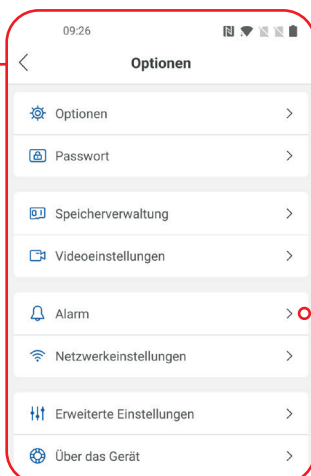 09:26
Optionen
Optionen
Passwort
Speicherverwaltung
Videoeinstellungen
Alarm
Netzwerkeinstellungen
Erweiterte Einstellungen
Über das Gerät